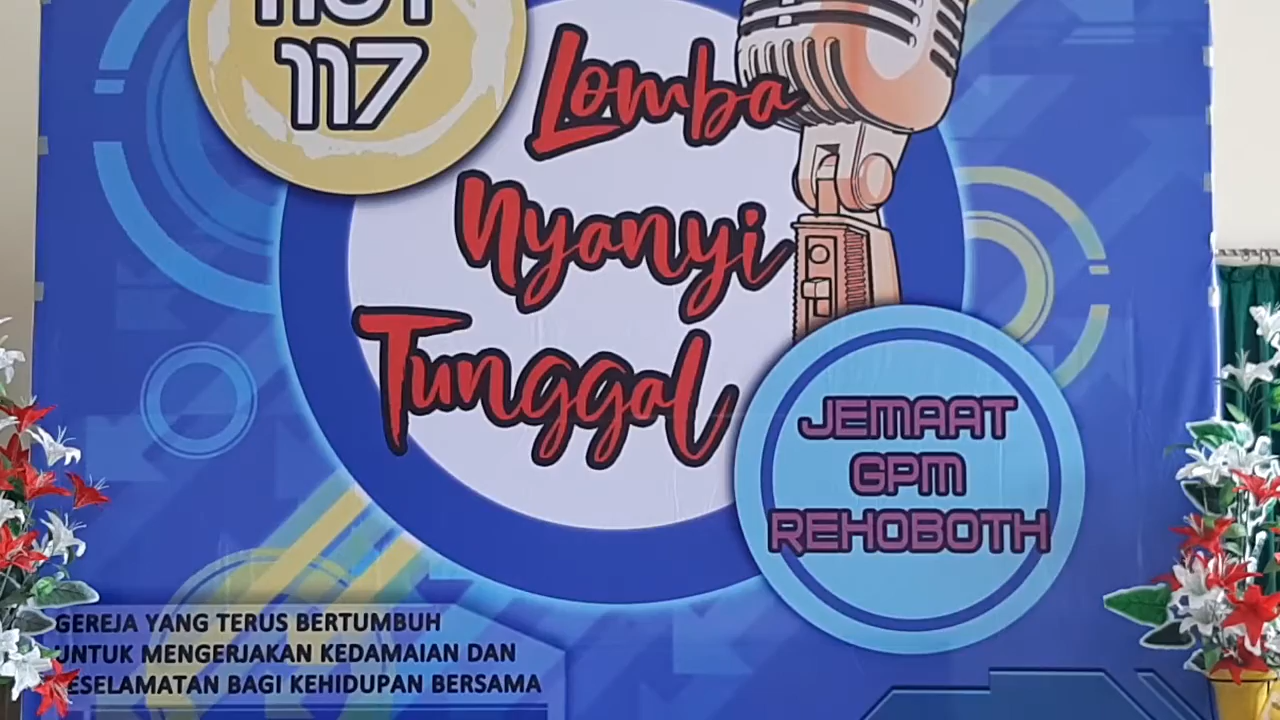 117
Lomba
Nyanyi
Tunggal
JEMAAT
GPM
REHOBOTH
GEREJA YANG TERUS BERTUMBUH
UNTUK MENGERJAKAN KEDAMAIAN DAN
KESELAMATAN BAGI KEHIDUPAN BERSAMA